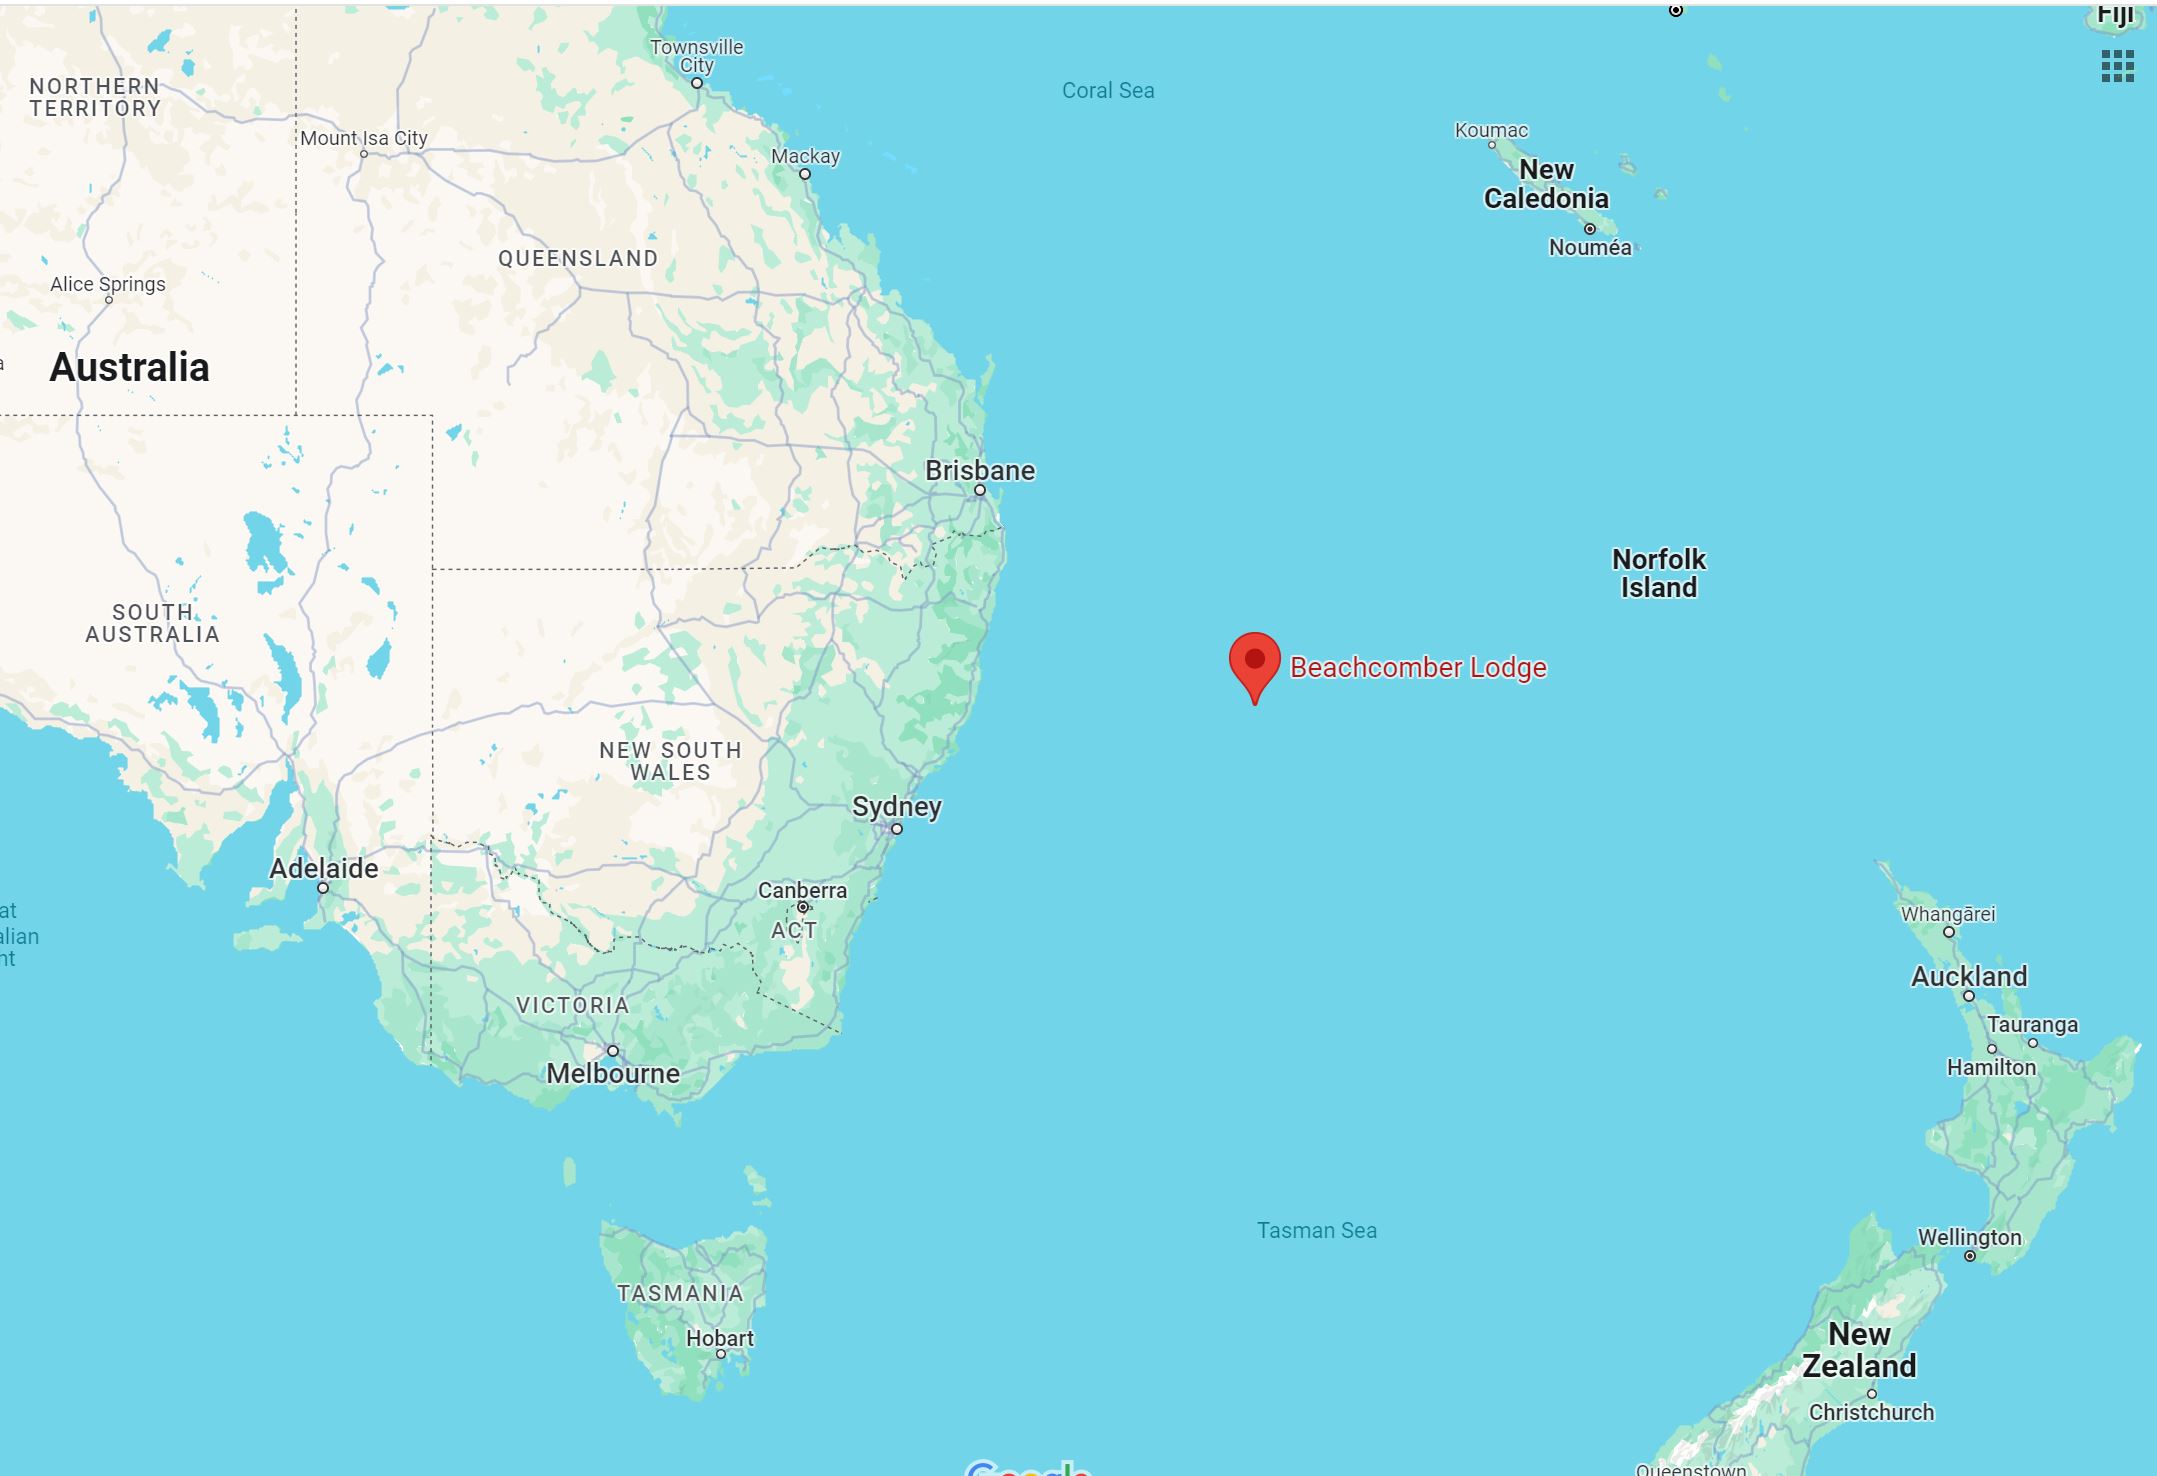 Fiji
Townsville
City
Coral Sea
NORTHERN
TERRITORY
Mount Isa City
Koumac
Mackay
New
Caledonia
Nouméa
QUEENSLAND
Alice Springs
a
Australia
Brisbane
Norfolk
Island
SOUTH
AUSTRALIA
Beachcomber Lodge
NEW SOUTH
WALES
Sydney
Adelaide
Canberra
ACT
at
alian
ht
Whangārei
Auckland
Tauranga
Hamilton
VICTORIA
Melbourne
Tasman Sea
Wellington
TASMANIA
Hobart
New
Zealand
Christchurch
Queenstown
Google